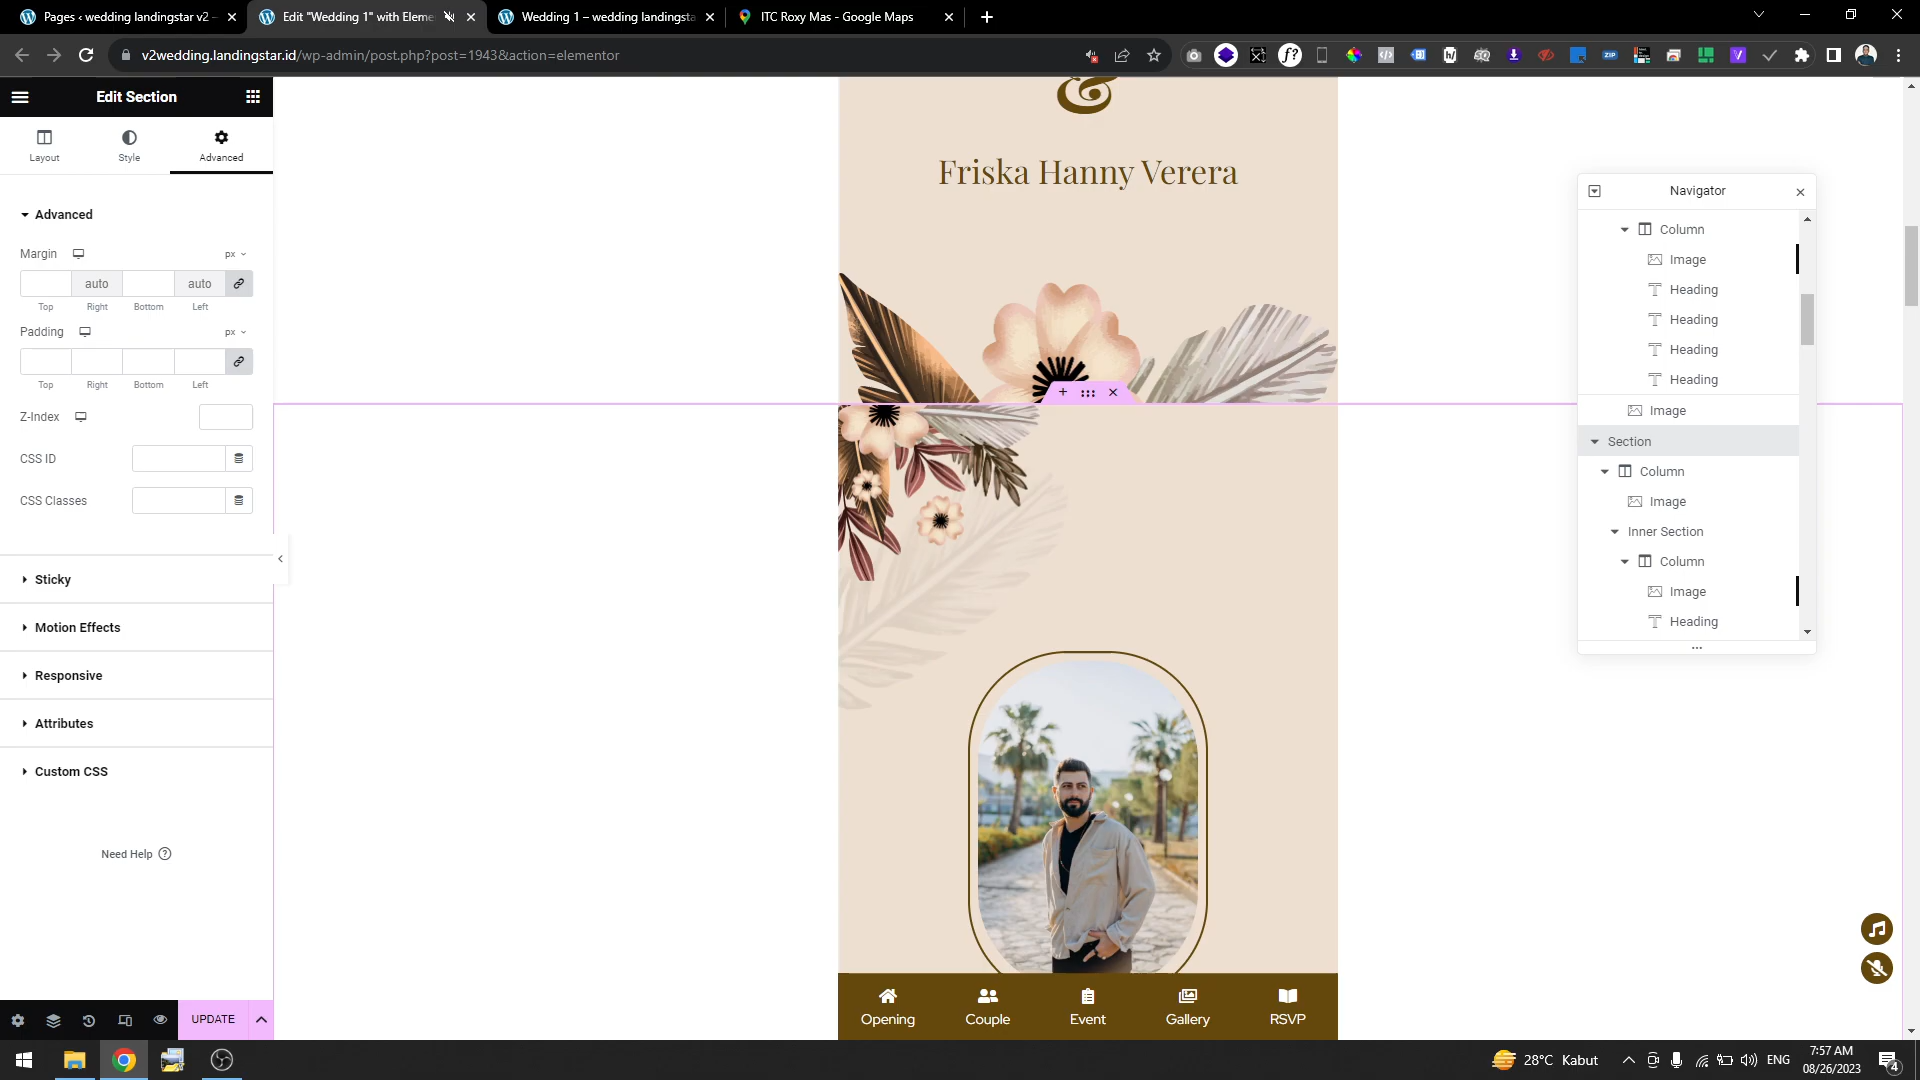 Pages ‹ wedding landingstar v2 –
Edit "Wedding 1" with Eleme
Wedding 1 – wedding landingsta
ITC Roxy Mas - Google Maps
v2wedding.landingstar.id/wp-admin/post.php?post=1943&action=elementor
Edit Section
Layout
Style
Advanced
Advanced
Margin
px
auto
auto
Top
Right
Bottom
Left
Padding
px
Top
Right
Bottom
Left
Z-Index
CSS ID
CSS Classes
Sticky
Motion Effects
Responsive
Attributes
Custom CSS
Need Help
UPDATE
&
Friska Hanny Verera
Opening
Couple
Event
Gallery
RSVP
Navigator
Column
Image
Heading
Heading
Heading
Heading
Image
Section
Column
Image
Inner Section
Column
Image
Heading
28°C Kabut
ENG
7:57 AM
08/26/2023
4